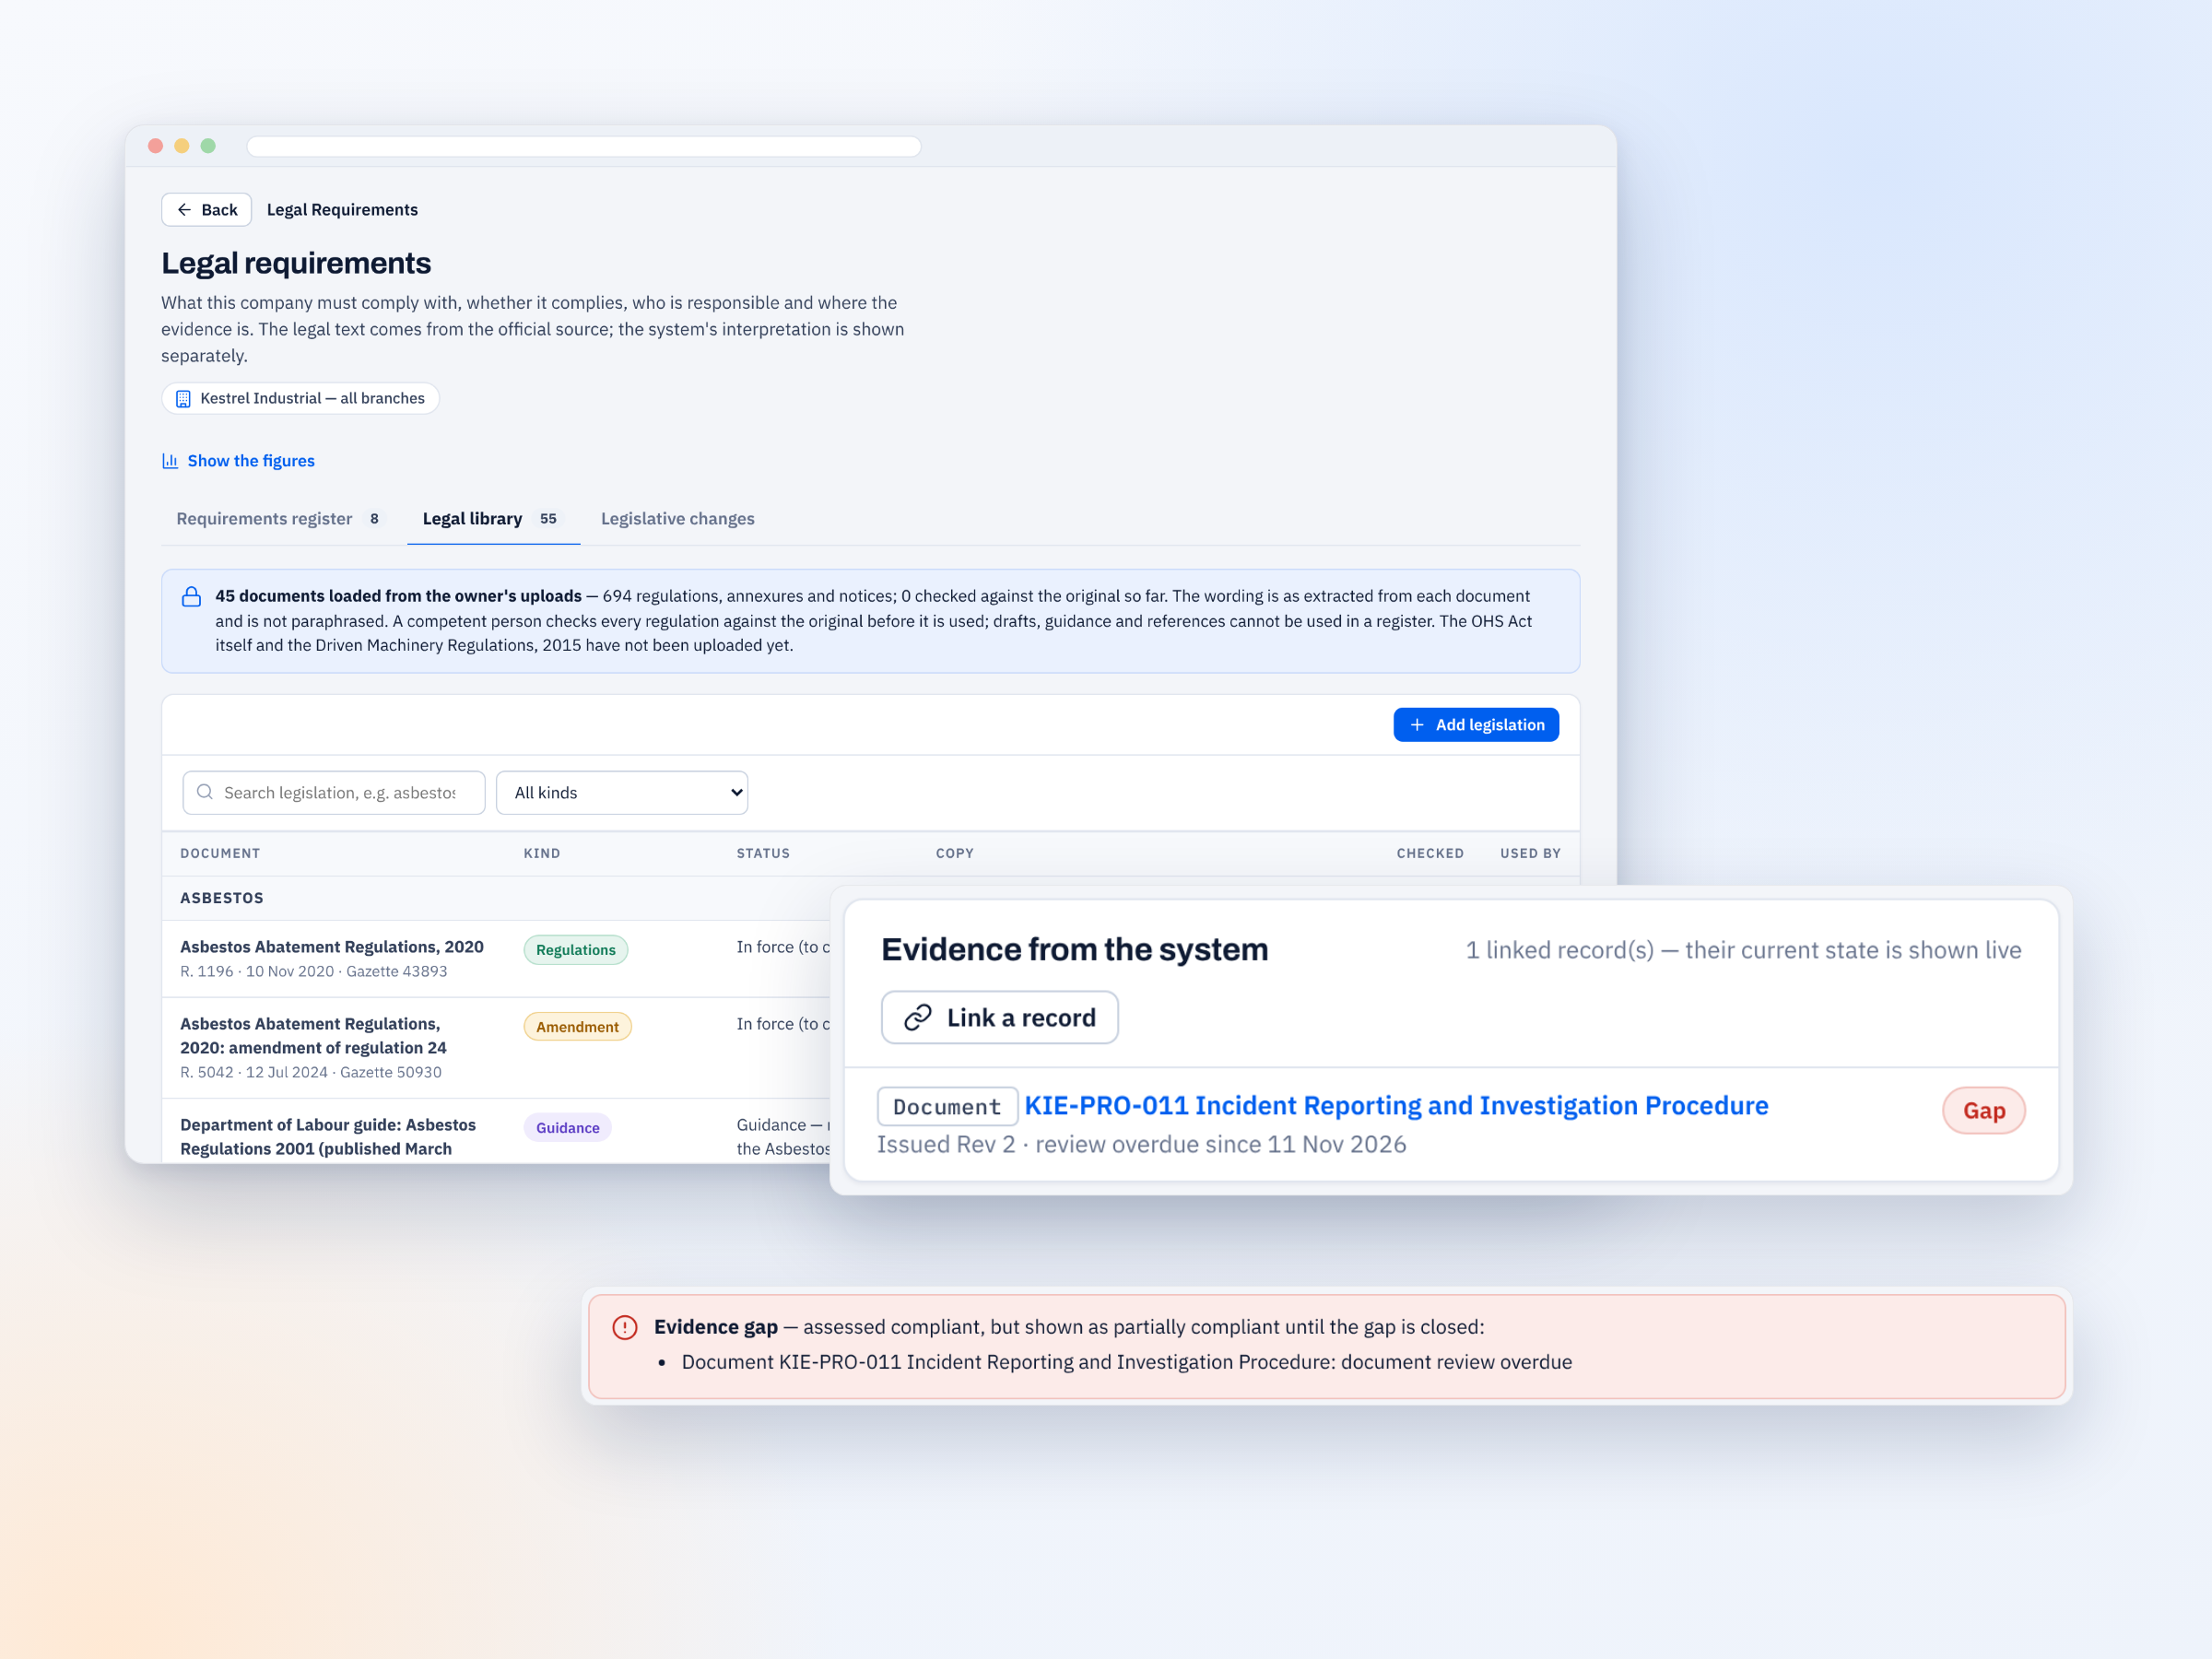 Back
Legal Requirements
Legal requirements
What this company must comply with, whether it complies, who is responsible and where the
evidence is. The legal text comes from the official source; the system's interpretation is shown
separately.
Kestrel Industrial — all branches
Show the figures
Requirements register 8
Legal library 55
Legislative changes
45 documents loaded from the owner's uploads — 694 regulations, annexures and notices; 0 checked against the original so far. The wording is as extracted from each document
and is not paraphrased. A competent person checks every regulation against the original before it is used; drafts, guidance and references cannot be used in a register. The OHS Act
itself and the Driven Machinery Regulations, 2015 have not been uploaded yet.
Add legislation
Search legislation, e.g. asbestos
All kinds
DOCUMENT KIND STATUS COPY CHECKED USED BY
ASBESTOS
Asbestos Abatement Regulations, 2020
R. 1196 · 10 Nov 2020 · Gazette 43893
Regulations
In force (to
Asbestos Abatement Regulations,
2020: amendment of regulation 24
R. 5042 · 12 Jul 2024 · Gazette 50930
Amendment
In force (to
Department of Labour guide: Asbestos
Regulations 2001 (published March
Guidance
Guidance —
the Asbestos
Evidence from the system
1 linked record(s) — their current state is shown live
Link a record
Document KIE-PRO-011 Incident Reporting and Investigation Procedure
Gap
Issued Rev 2 · review overdue since 11 Nov 2026
Evidence gap — assessed compliant, but shown as partially compliant until the gap is closed:
• Document KIE-PRO-011 Incident Reporting and Investigation Procedure: document review overdue